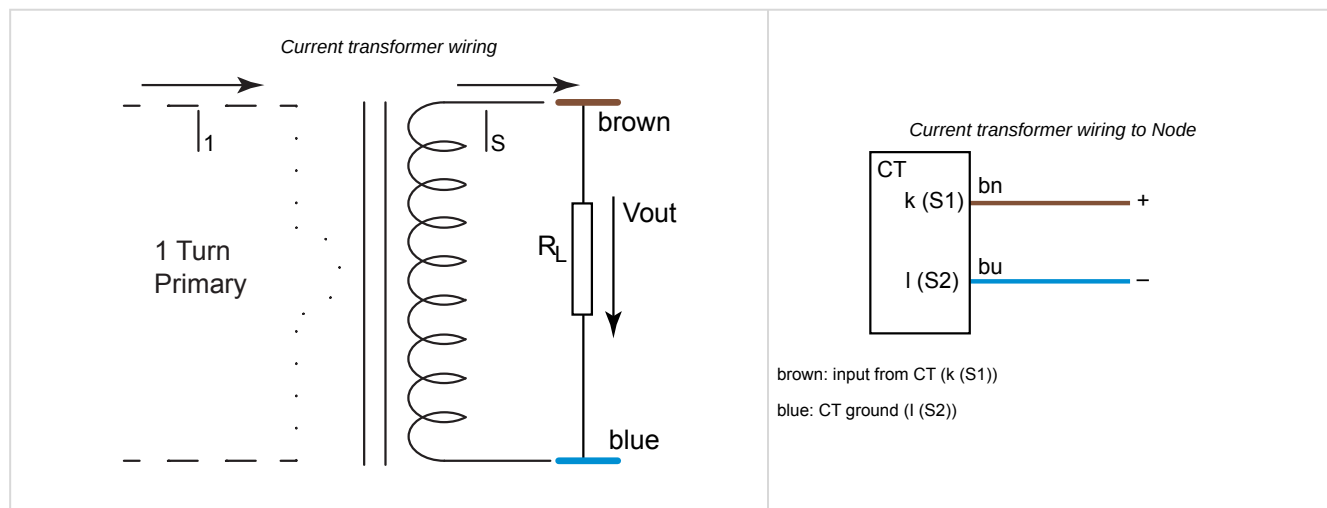 Current transformer wiring
I1
IS
brown
1 Turn
Primary
RL
Vout
blue
Current transformer wiring to Node
CT
k (S1)
bn
+
l (S2)
bu
–
brown: input from CT (k (S1))
blue: CT ground (l (S2))